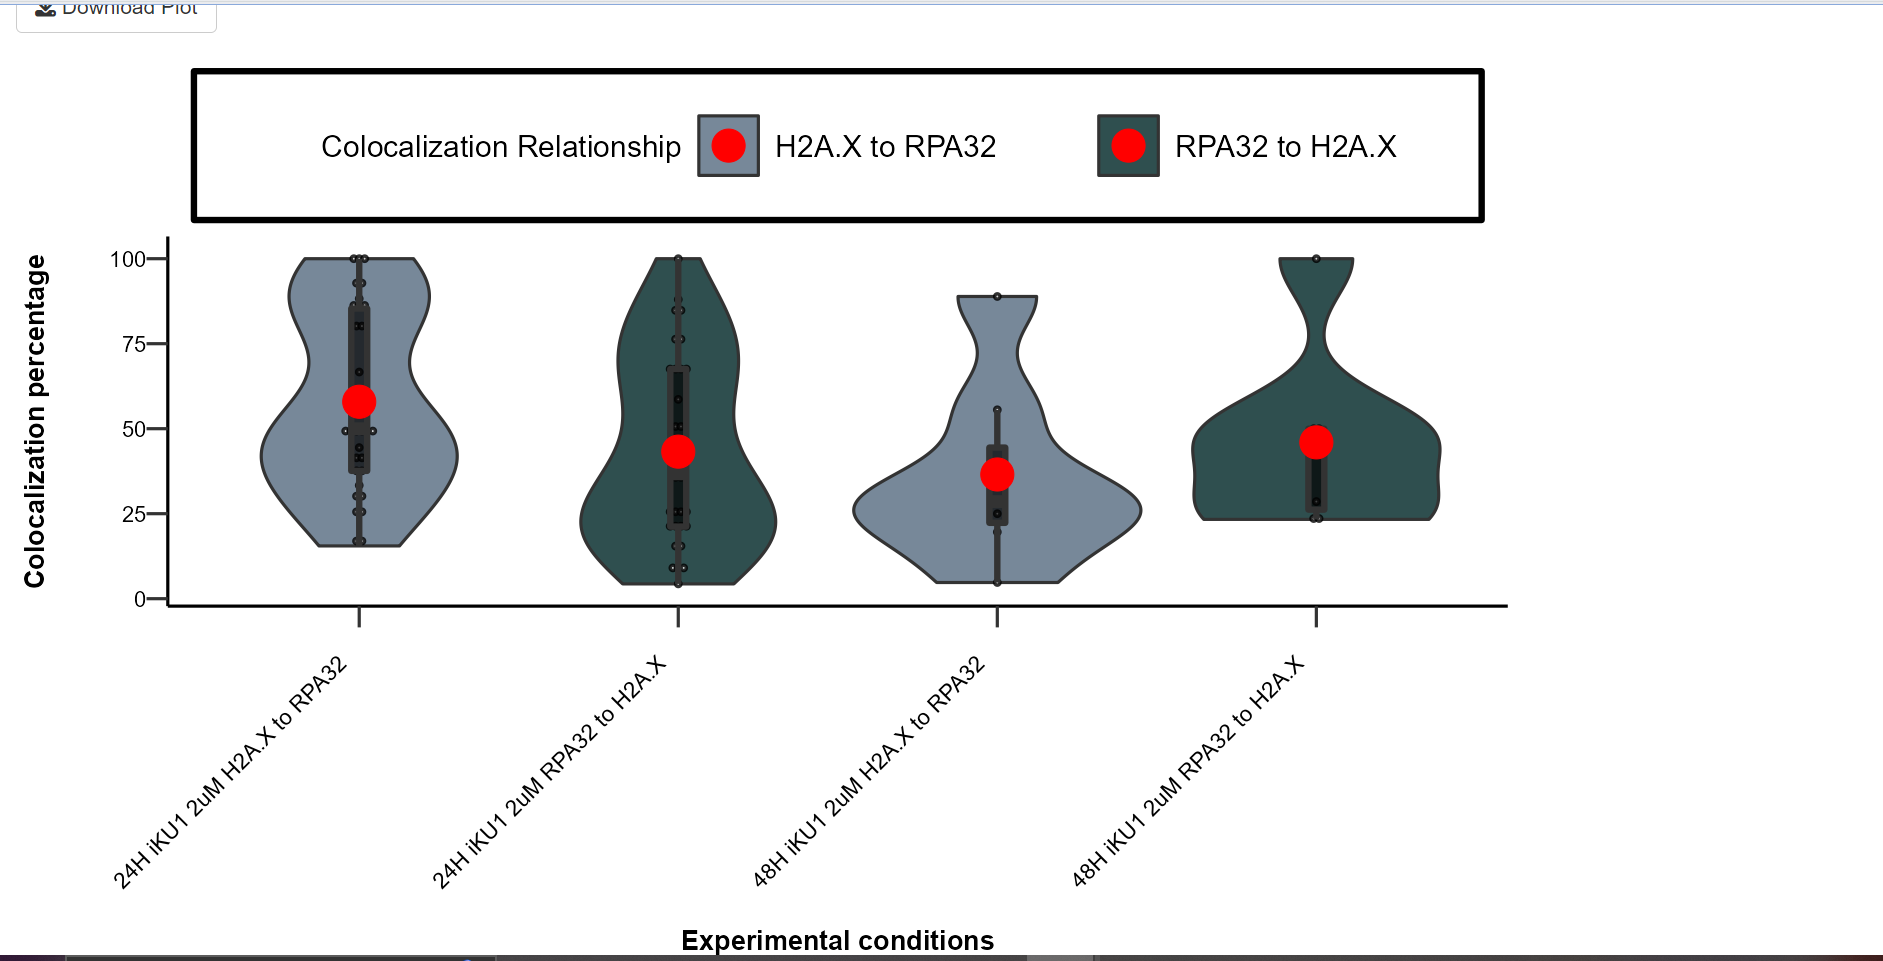 Download Plot
Colocalization Relationship H2A.X to RPA32 RPA32 to H2A.X
Colocalization percentage
100
75
50
25
0
24H iKU1 2uM H2A.X to RPA32
24H iKU1 2uM RPA32 to H2A.X
48H iKU1 2uM H2A.X to RPA32
48H iKU1 2uM RPA32 to H2A.X
Experimental conditions